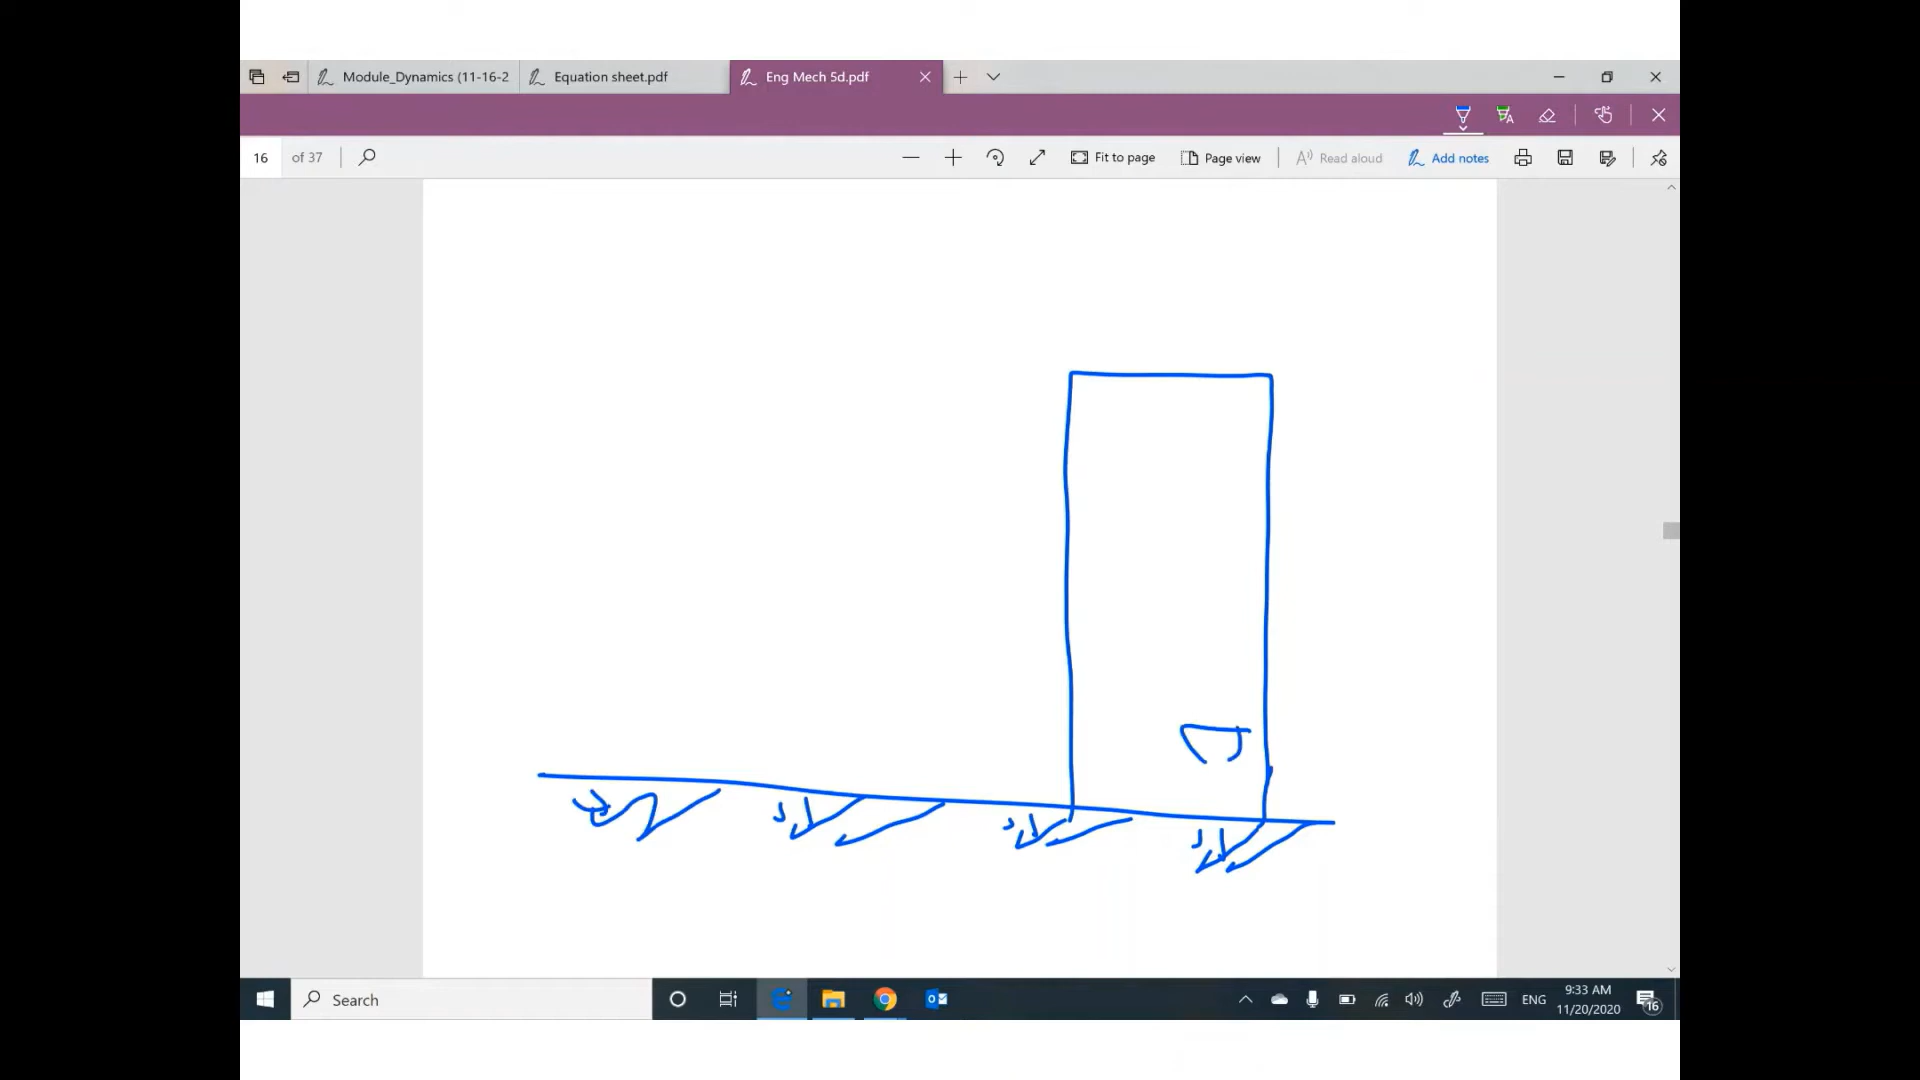 Module_Dynamics (11-16-2
Equation sheet.pdf
Eng Mech 5d.pdf
16 of 37
Fit to page
Page view
Read aloud
Add notes
Search
ENG
9:33 AM
11/20/2020
16